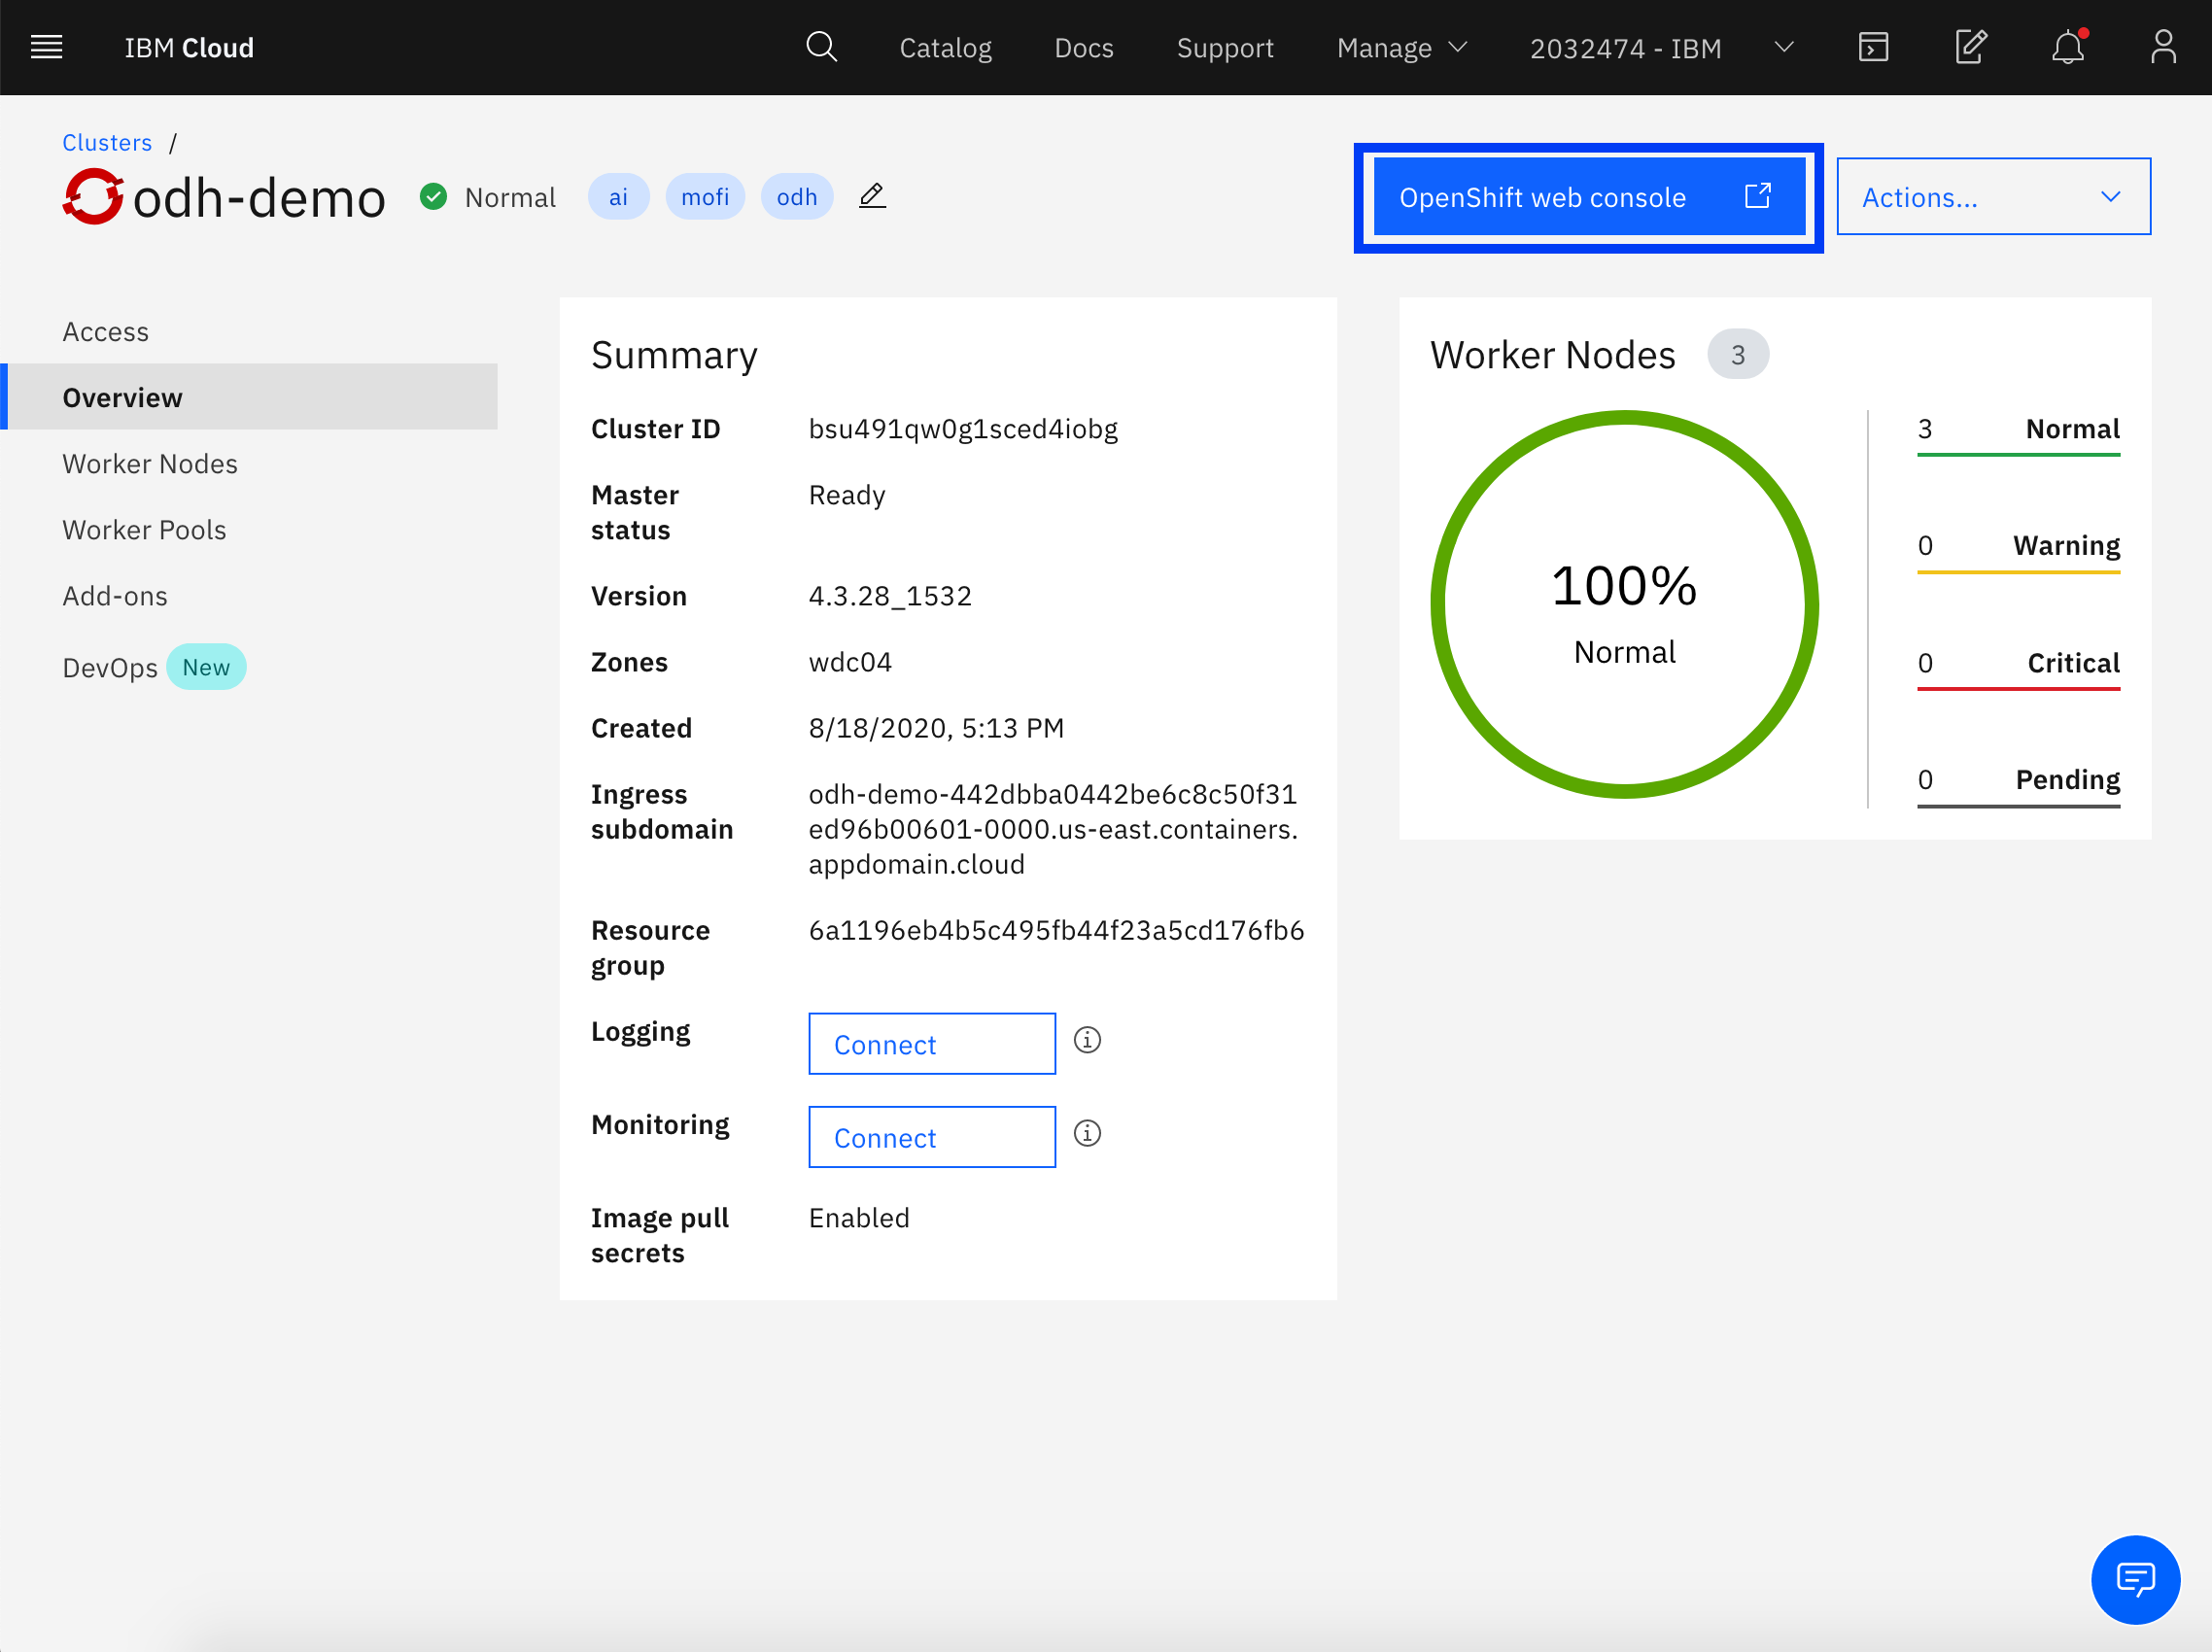 IBM Cloud
Catalog
Docs
Support
Manage
2032474 - IBM
Clusters /
odh-demo
Normal
ai
mofi
odh
OpenShift web console
Actions...
Access
Overview
Worker Nodes
Worker Pools
Add-ons
DevOps New
Summary
Cluster ID bsu491qw0g1sced4iobg
Master Ready
status
Version 4.3.28_1532
Zones wdc04
Created 8/18/2020, 5:13 PM
Ingress odh-demo-442dbba0442be6c8c50f31
subdomain ed96b00601-0000.us-east.containers.
appdomain.cloud
Resource 6a1196eb4b5c495fb44f23a5cd176fb6
group
Logging Connect
Monitoring Connect
Image pull Enabled
secrets
Worker Nodes 3
100%
Normal
3 Normal
0 Warning
0 Critical
0 Pending